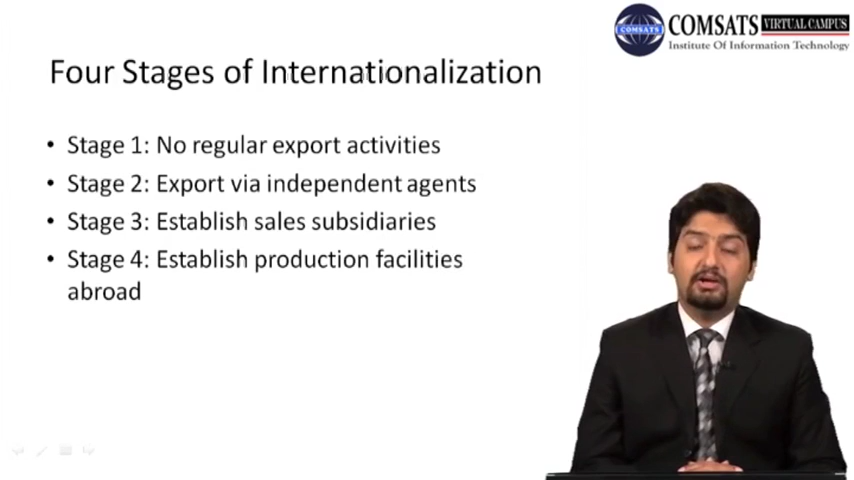 COMSATS VIRTUAL CAMPUS
Institute Of Information Technology
COMSATS
Four Stages of Internationalization
• Stage 1: No regular export activities
• Stage 2: Export via independent agents
• Stage 3: Establish sales subsidiaries
• Stage 4: Establish production facilities
abroad